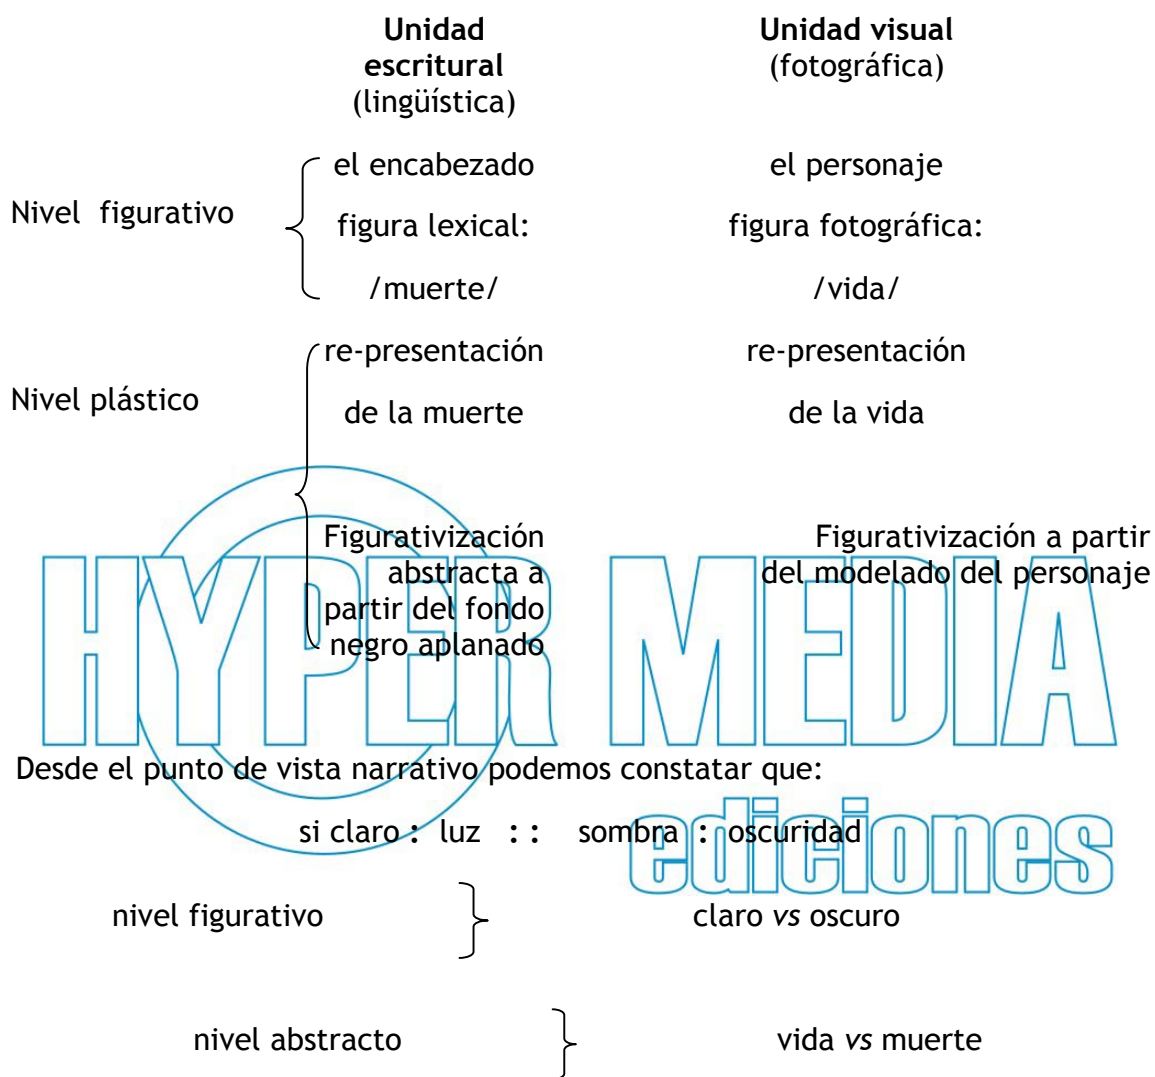 Unidad
escritural
(lingüística)
Unidad visual
(fotográfica)
Nivel figurativo
el encabezado
el personaje
figura lexical:
figura fotográfica:
/muerte/
/vida/
Nivel plástico
re-presentación
re-presentación
de la muerte
de la vida
Figurativización
abstracta a
partir del fondo
negro aplanado
Figurativización a partir
del modelado del personaje
HYPER MEDIA
ediciones
Desde el punto de vista narrativo podemos constatar que:
si claro : luz :: sombra : oscuridad
nivel figurativo
claro vs oscuro
nivel abstracto
vida vs muerte